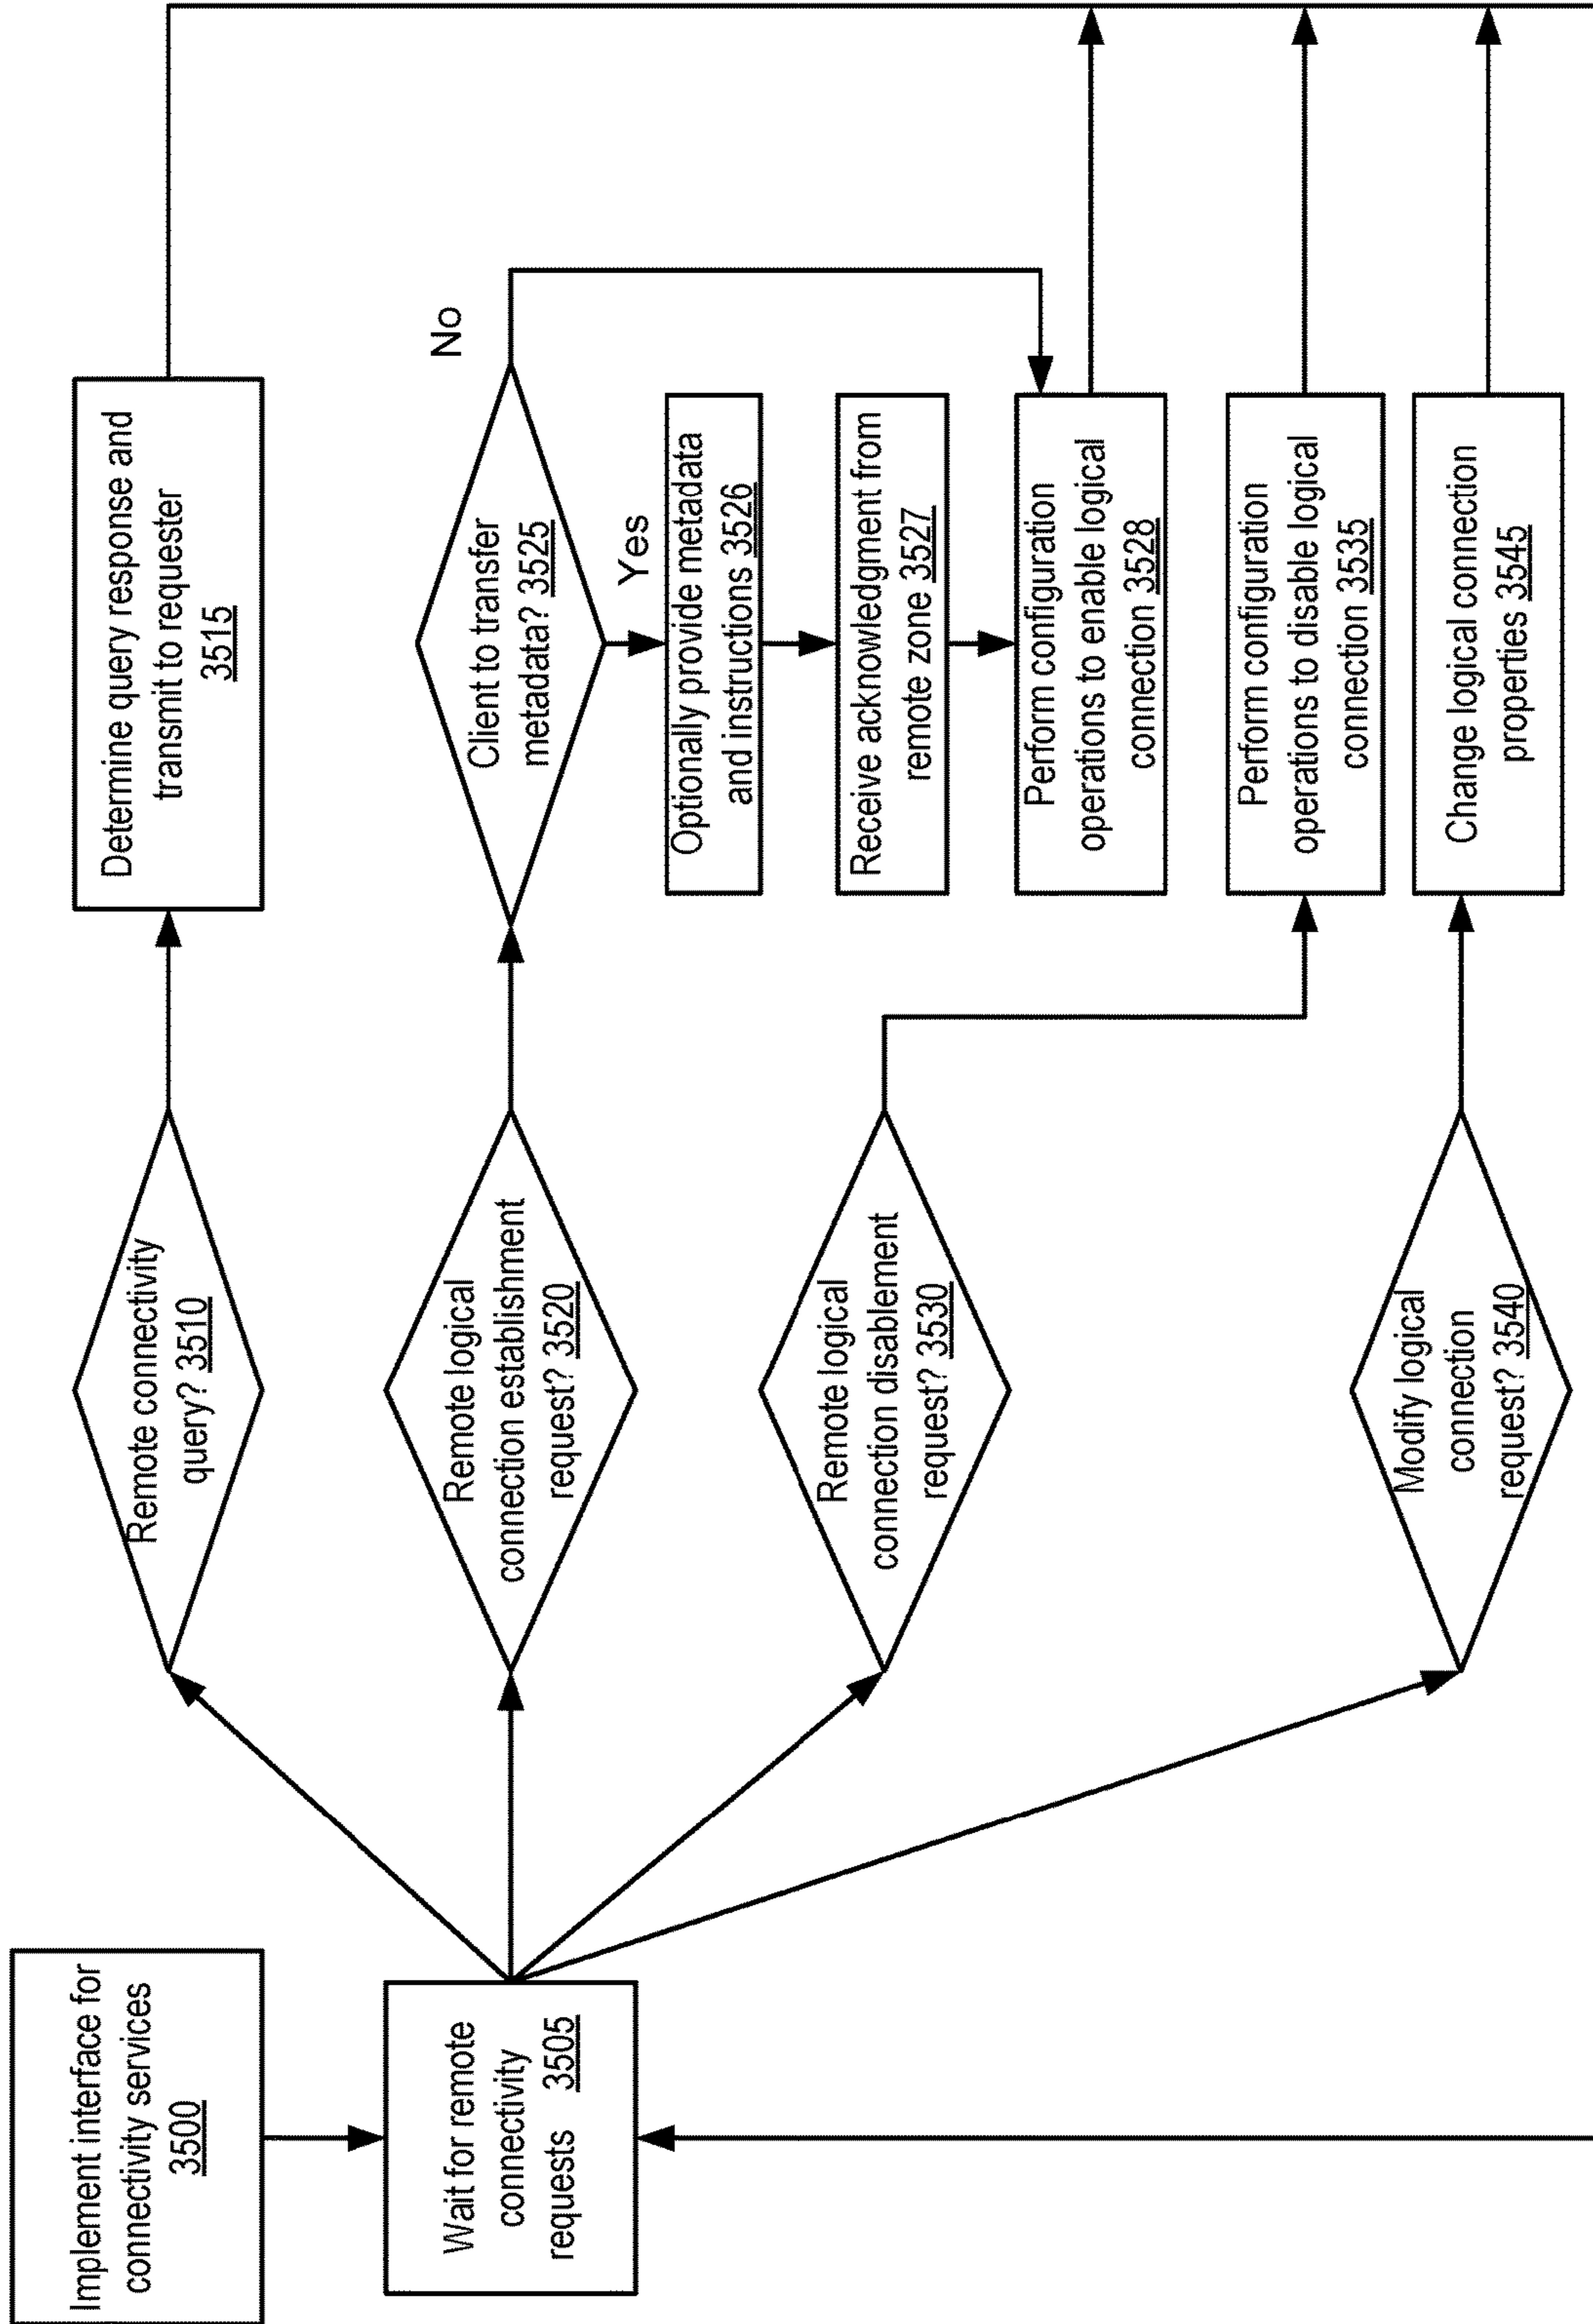 Implement interface for
connectivity services
3500
Wait for remote
connectivity
requests 3505
Remote connectivity
query? 3510
Determine query response and
transmit to requester
3515
Remote logical
connection establishment
request? 3520
Client to transfer
metadata? 3525
No
Yes
Optionally provide metadata
and instructions 3526
Receive acknowledgment from
remote zone 3527
Perform configuration
operations to enable logical
connection 3528
Remote logical
connection disablement
request? 3530
Perform configuration
operations to disable logical
connection 3535
Modify logical
connection
request? 3540
Change logical connection
properties 3545